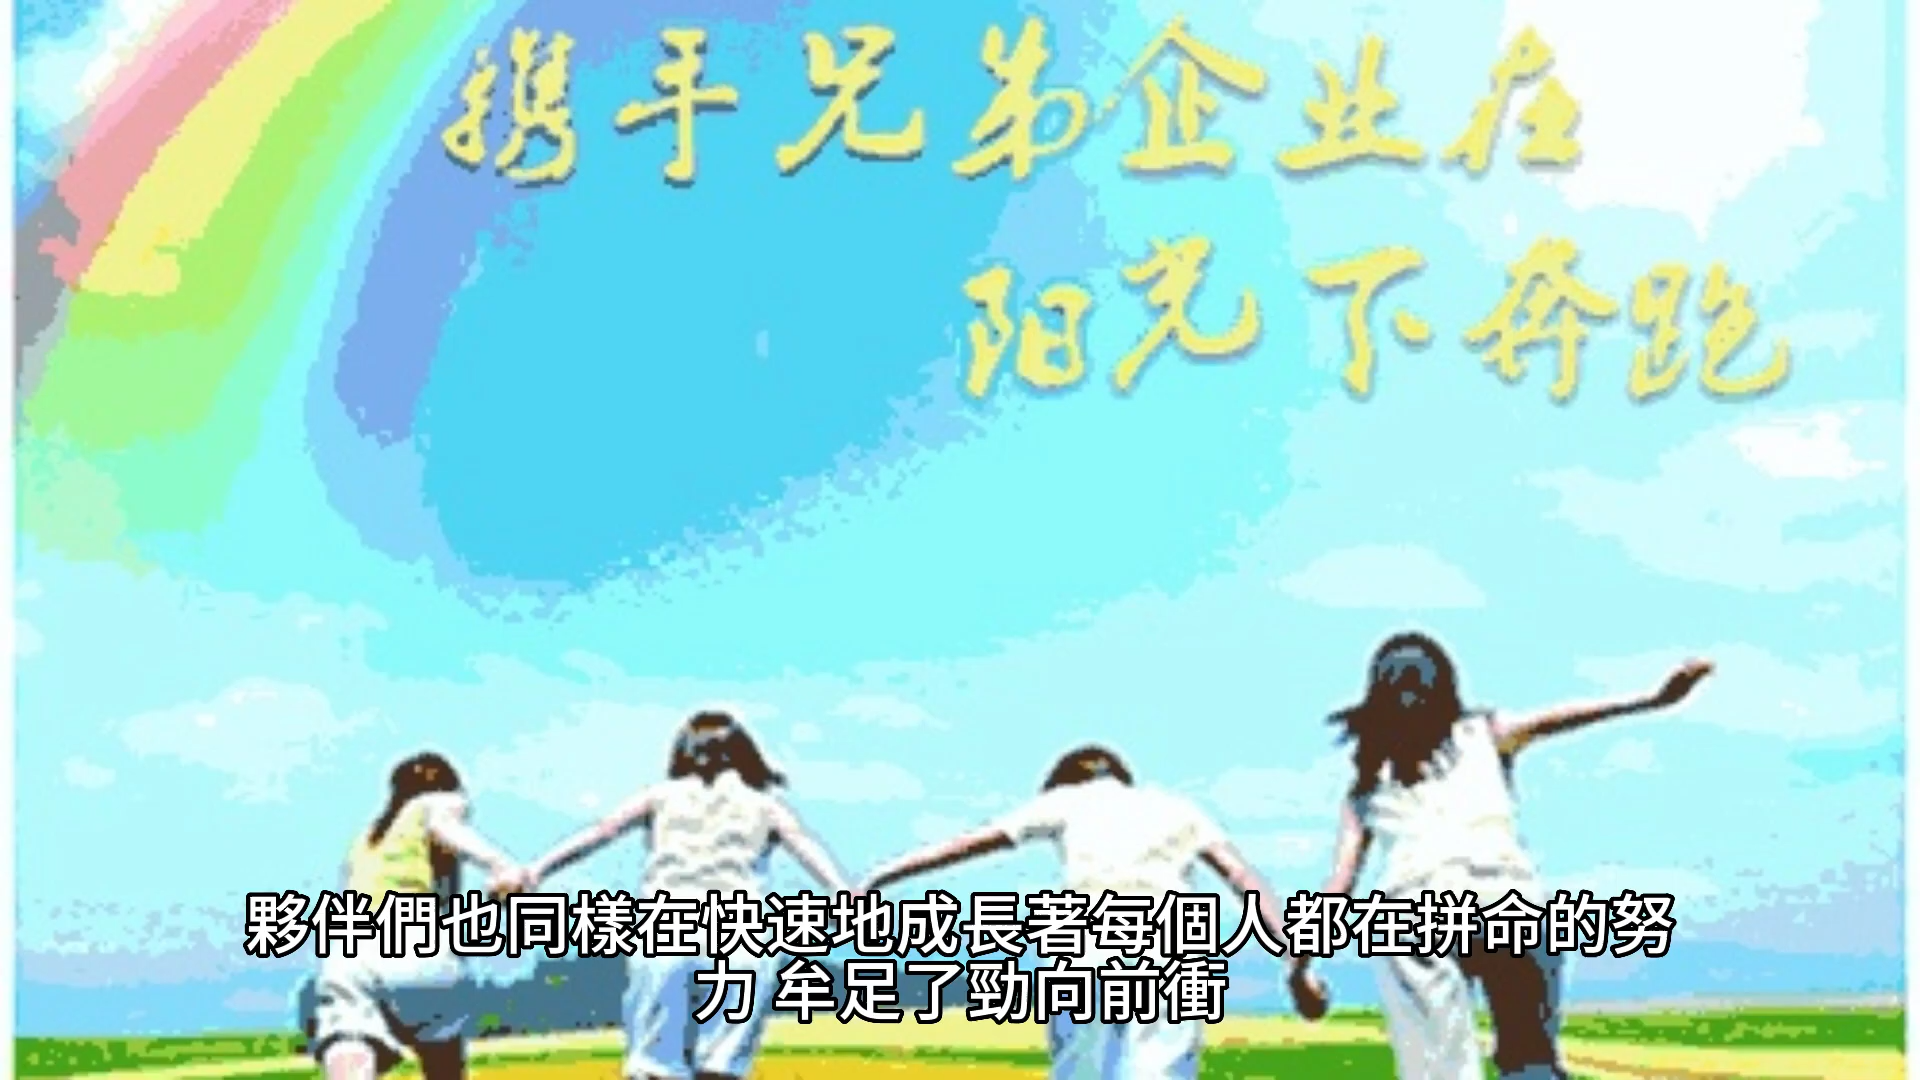 携手兄弟企业在
阳光下奔跑
夥伴們也同樣在快速地成長著每個人都在拼命的努
力 牟足了勁向前衝